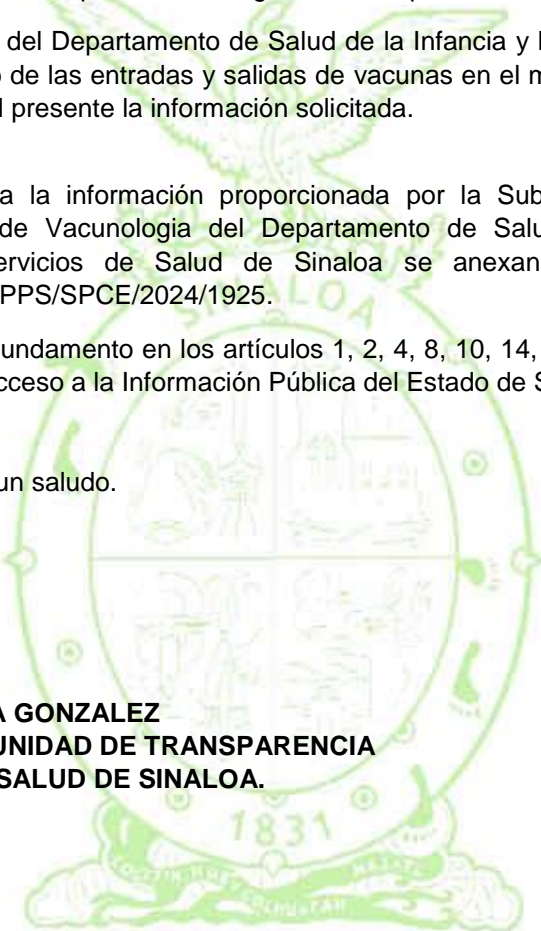 del Departamento de Salud de la Infancia y
de las entradas y salidas de vacunas en el
presente la información solicitada.
a la información proporcionada por la Sub
de Vacunologia del Departamento de Salu
ervicios de Salud de Sinaloa se anexan
PPS/SPCE/2024/1925.
undamento en los artículos 1, 2, 4, 8, 10, 14,
cceso a la Información Pública del Estado de S
un saludo.
SINALOA
A GONZALEZ
UNIDAD DE TRANSPARENCIA
SALUD DE SINALOA.
1831